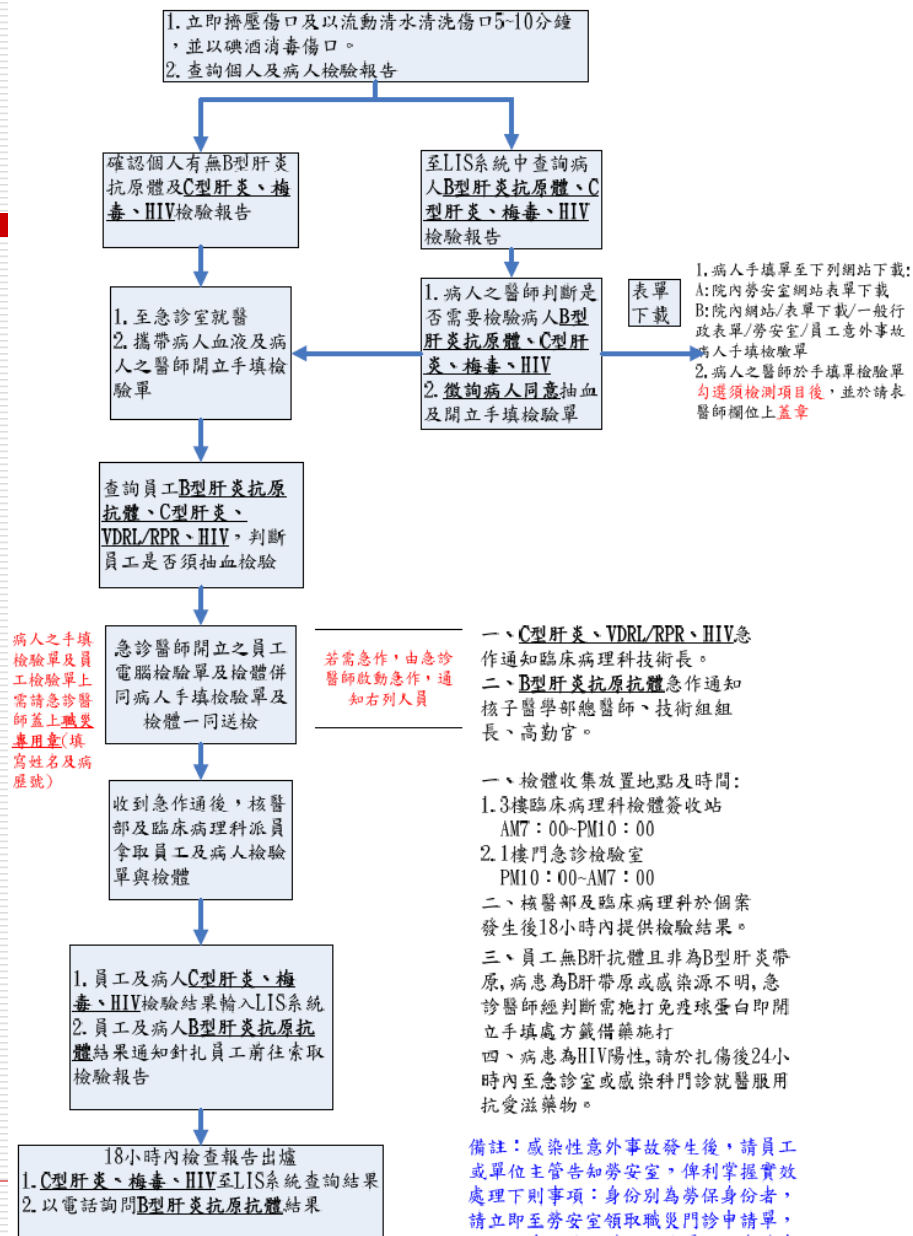 1.立即擠壓傷口及以流動清水清洗傷口5~10分鐘
，並以碘酒消毒傷口。
2.查詢個人及病人檢驗報告
確認個人有無B型肝炎
抗原體及C型肝炎、梅
毒、HIV檢驗報告
至LIS系統中查詢病
人B型肝炎抗原體、C
型肝炎、梅毒、HIV
檢驗報告
1.至急診室就醫
2.攜帶病人血液及病
人之醫師開立手填檢
驗單
1.病人之醫師判斷是
否需要檢驗病人B型
肝炎抗原體、C型肝
炎、梅毒、HIV
2.徵詢病人同意抽血
及開立手填檢驗單
表單
下載
1.病人手填單至下列網站下載:
A:院內勞安室網站表單下載
B:院內網站/表單下載/一般行
政表單/勞安室/員工意外事故
病人手填檢驗單
2.病人之醫師於手填單檢驗單
勾選須檢測項目後，並於請求
醫師欄位上蓋章
查詢員工B型肝炎抗原
抗體、C型肝炎、
VDRL/RPR、HIV，判斷
員工是否須抽血檢驗
病人之手填
檢驗單及員
工檢驗單上
需請急診醫
師蓋上職災
專用章(填
寫姓名及病
歷號)
急診醫師開立之員工
電腦檢驗單及檢體併
同病人手填檢驗單及
檢體一同送檢
若需急作，由急診
醫師啟動急作，通
知右列人員
一、C型肝炎、VDRL/RPR、HIV急
作通知臨床病理科技術長。
二、B型肝炎抗原抗體急作通知
核子醫學部總醫師、技術組組
長、高勤官。
收到急作通後，核醫
部及臨床病理科派員
拿取員工及病人檢驗
單與檢體
一、檢體收集放置地點及時間:
1.3樓臨床病理科檢體簽收站
AM7：00~PM10：00
2.1樓門急診檢驗室
PM10：00~AM7：00
二、核醫部及臨床病理科於個案
發生後18小時內提供檢驗結果。
三、員工無B肝抗體且非為B型肝炎帶
原,病患為B肝帶原或感染源不明,急
診醫師經判斷需施打免疫球蛋白即開
立手填處方籤借藥施打
四、病患為HIV陽性,請於扎傷後24小
時內至急診室或感染科門診就醫服用
抗愛滋藥物。
1.員工及病人C型肝炎、梅
毒、HIV檢驗結果輸入LIS系統
2.員工及病人B型肝炎抗原抗
體結果通知針扎員工前往索取
檢驗報告
18小時內檢查報告出爐
1.C型肝炎、梅毒、HIV至LIS系統查詢結果
2.以電話詢問B型肝炎抗原抗體結果
備註：感染性意外事故發生後，請員工
或單位主管告知勞安室，俾利掌握實效
處理下則事項：身份別為勞保身份者，
請立即至勞安室領取職災門診申請單，